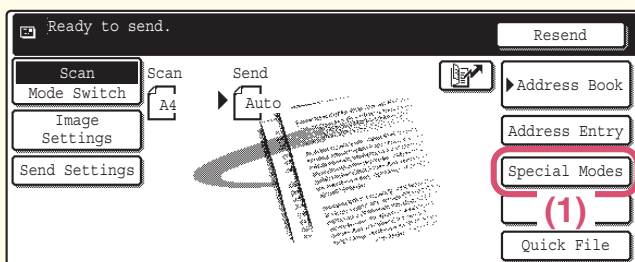 Ready to send.
Resend
Scan
Mode Switch
Scan
A4
Send
Auto
Address Book
Image
Settings
Address Entry
Send Settings
Special Modes
(1)
Quick File